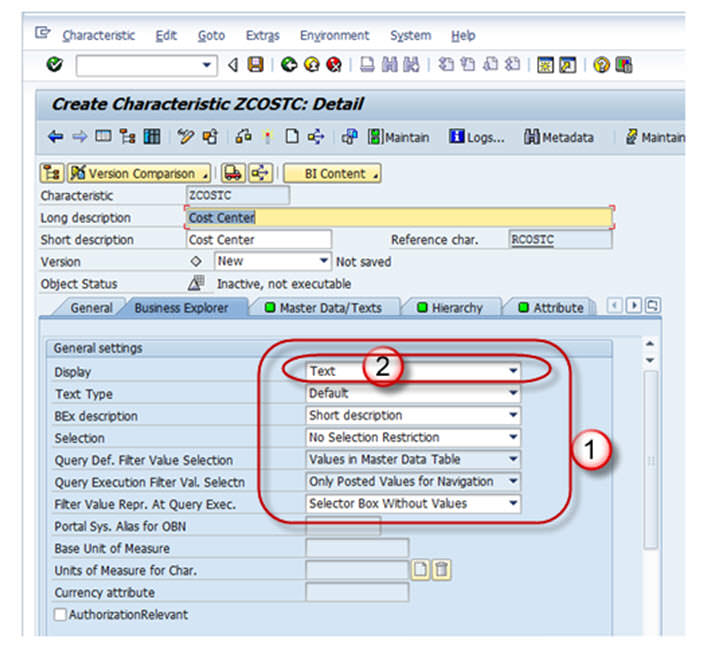 Characteristic Edit Goto Extras Environment System Help
Create Characteristic ZCOSTC: Detail
Maintain Logs... Metadata Maintain
Version Comparison BI Content
Characteristic ZCOSTC
Long description Cost Center
Short description Cost Center Reference char. RCOSTC
Version New Not saved
Object Status Inactive, not executable
General Business Explorer Master Data/Texts Hierarchy Attribute
General settings
Display Text 2
Text Type Default
BEx description Short description
Selection No Selection Restriction 1
Query Def. Filter Value Selection Values in Master Data Table
Query Execution Filter Val. Selectn Only Posted Values for Navigation
Filter Value Repr. At Query Exec. Selector Box Without Values
Portal Sys. Alias for OBN
Base Unit of Measure
Units of Measure for Char.
Currency attribute
AuthorizationRelevant